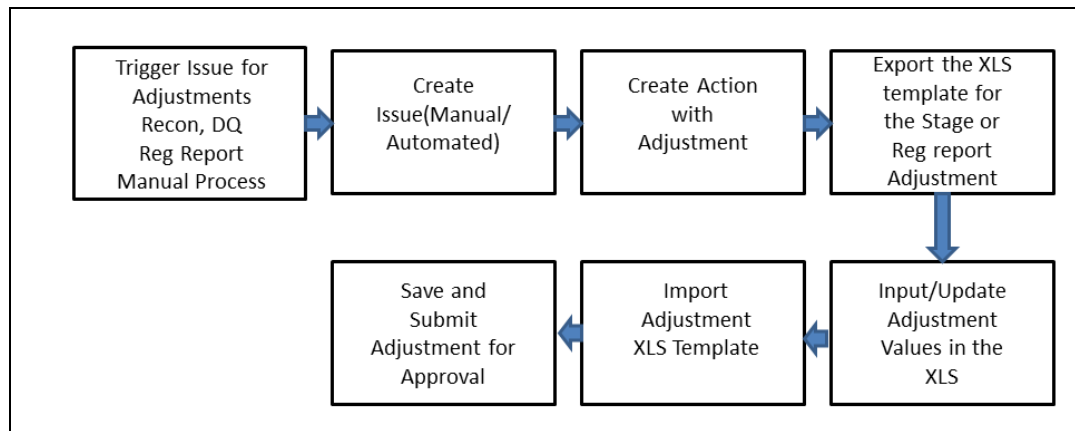 Trigger Issue for
Adjustments
Recon, DQ
Reg Report
Manual Process
Create
Issue(Manual/
Automated)
Create Action
with
Adjustment
Export the XLS
template for
the Stage or
Reg report
Adjustment
Input/Update
Adjustment
Values in the
XLS
Import
Adjustment
XLS Template
Save and
Submit
Adjustment for
Approval